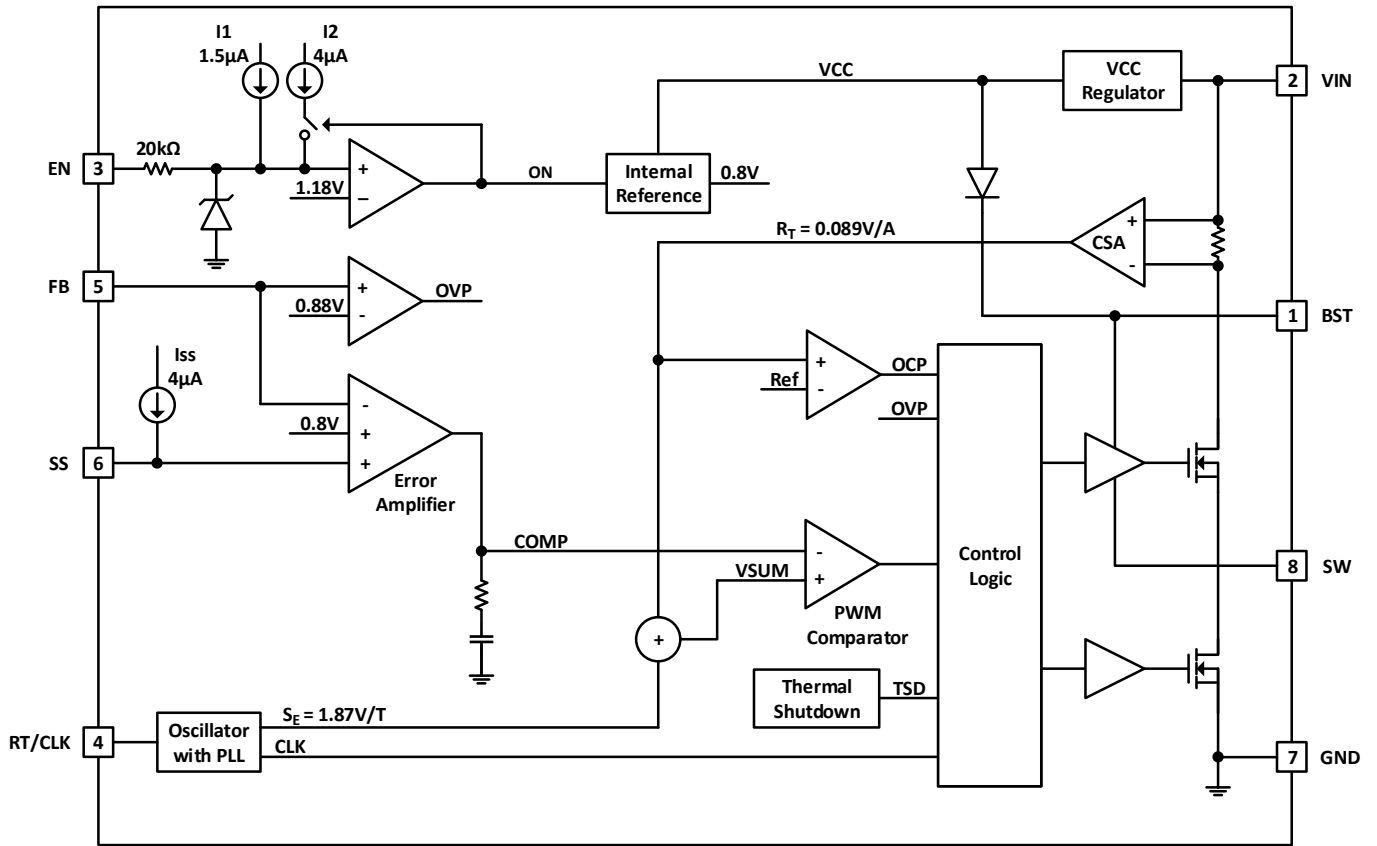 I1
1.5µA
I2
4µA
VCC
VCC
Regulator
2
VIN
EN
3
20kΩ
+
1.18V
–
ON
Internal
Reference
0.8V
R_T = 0.089V/A
CSA
+
-
FB
5
+
0.88V
-
OVP
1
BST
Iss
4µA
+
Ref
-
OCP
OVP
-
0.8V
+
+
SS
6
Error
Amplifier
COMP
-
VSUM
+
PWM
Comparator
Control
Logic
8
SW
+
Thermal
Shutdown
TSD
S_E = 1.87V/T
RT/CLK
4
Oscillator
with PLL
CLK
7
GND